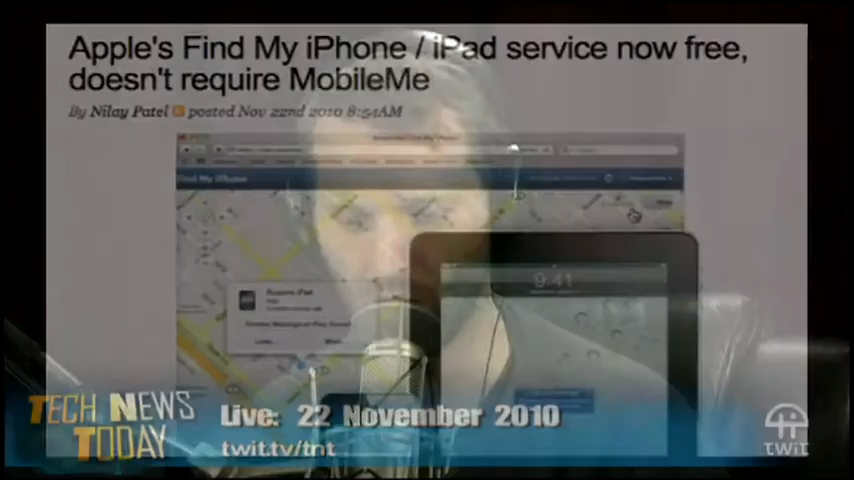 Apple's Find My iPhone / iPad service now free,
doesn't require MobileMe
By Nilay Patel posted Nov 22nd 2010 8:54AM
Find My iPhone
9:41
TECH NEWS
TODAY
Live: 22 November 2010
twit.tv/tnt
TWiT